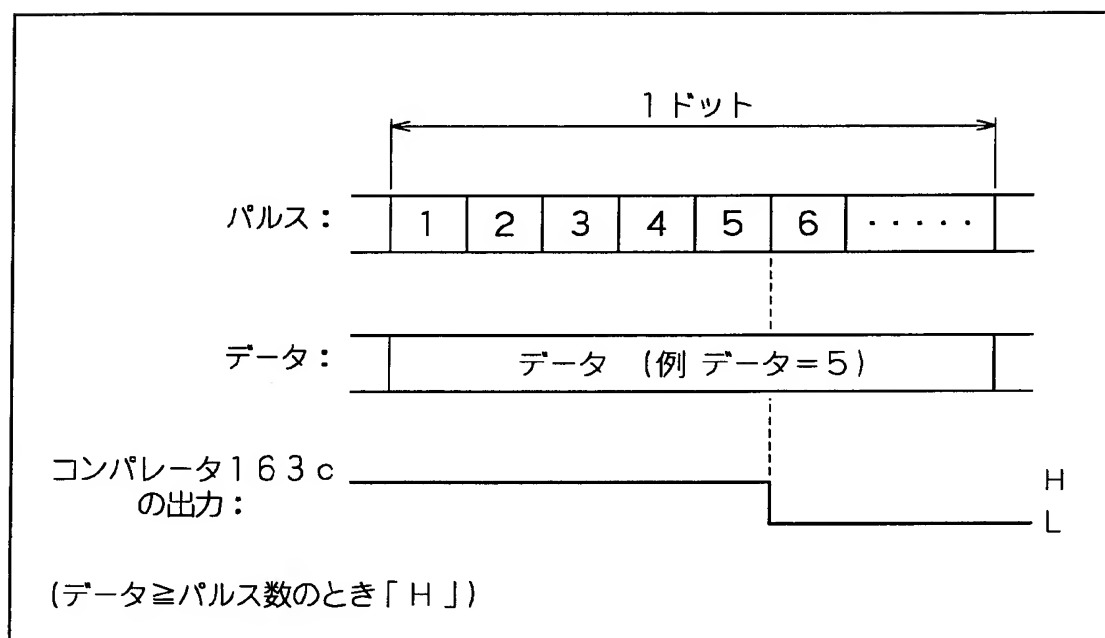 1ドット
パルス： 1 2 3 4 5 6 ・・・・・
データ： データ （例 データ＝5）
コンパレータ163c
の出力：
H
L
（データ≧パルス数のとき「H」）